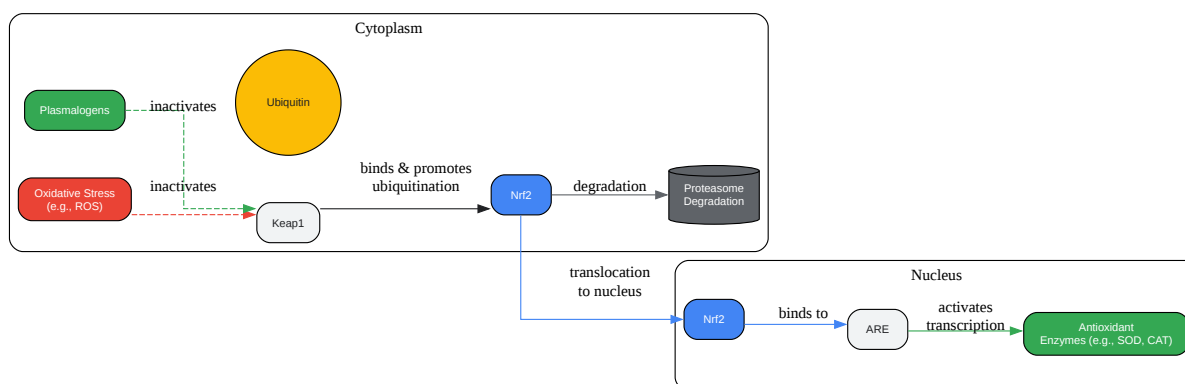 Cytoplasm
Plasmalogens
inactivates
Ubiquitin
Oxidative Stress
(e.g., ROS)
inactivates
Keap1
binds & promotes
ubiquitination
Nrf2
degradation
Proteasome
Degradation
translocation
to nucleus
Nucleus
Nrf2
binds to
ARE
activates
transcription
Antioxidant
Enzymes (e.g., SOD, CAT)